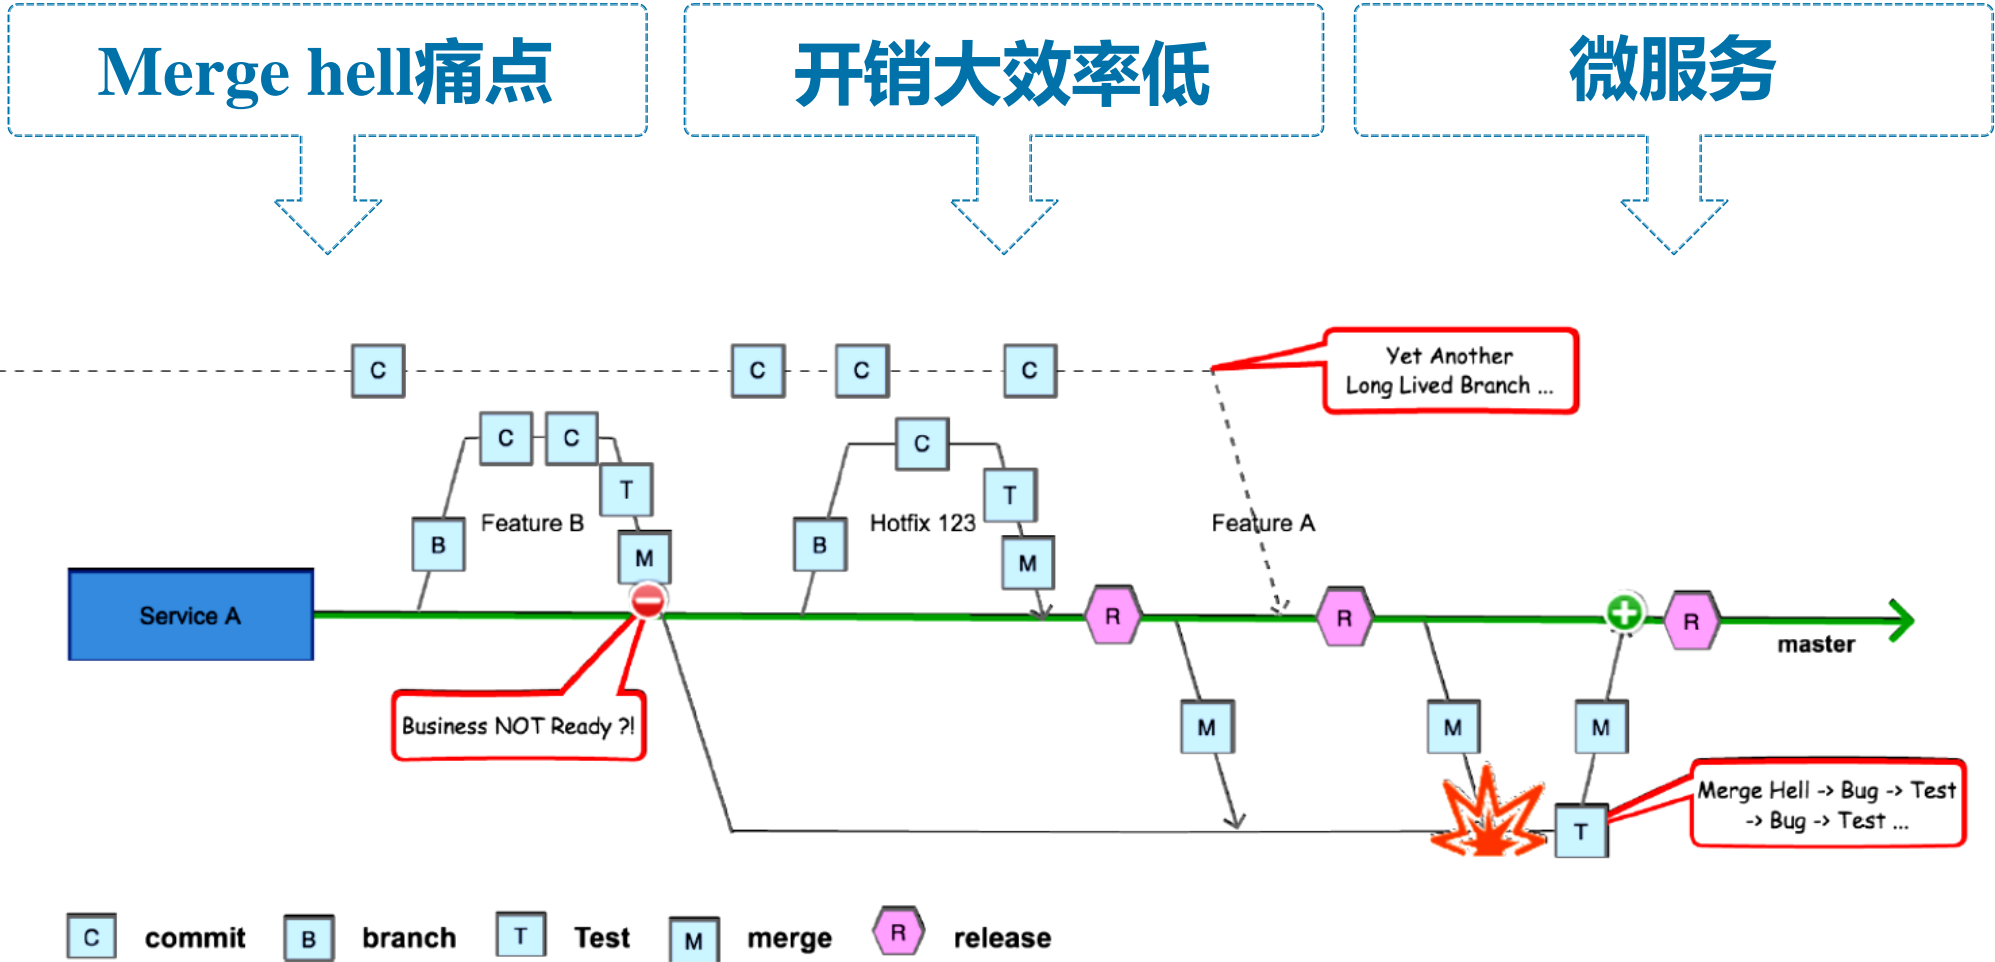 Merge hell痛点
开销大效率低
微服务
C
C
C
C
Yet Another
Long Lived Branch ...
C
C
C
T
T
Feature B
Hotfix 123
Feature A
B
M
B
M
Service A
R
R
R
master
Business NOT Ready ?!
M
M
M
Merge Hell -> Bug -> Test
-> Bug -> Test ...
T
C commit
B branch
T Test
M merge
R release